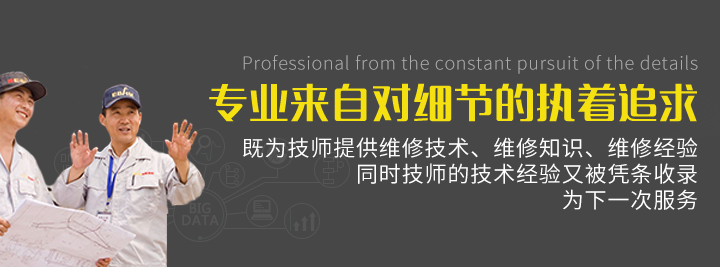 Professional from the constant pursuit of the details
专业来自对细节的执着追求
既为技师提供维修技术、维修知识、维修经验
同时技师的技术经验又被凭条收录
为下一次服务
BIG
DATA